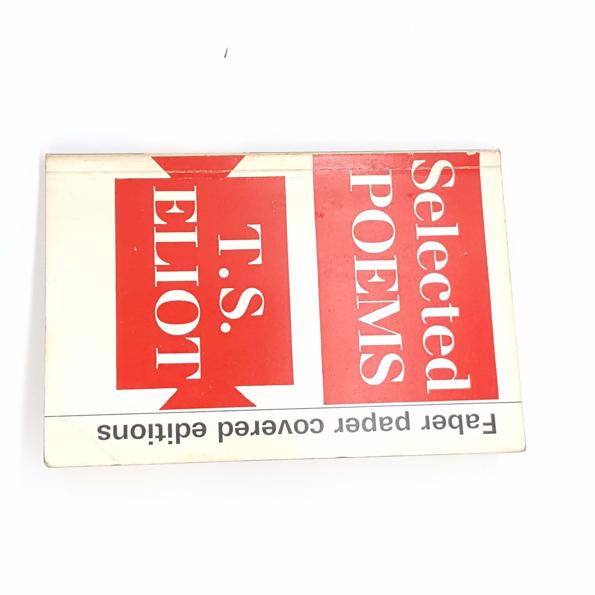 Selected
POEMS
T.S.
ELIOT
Faber paper covered editions